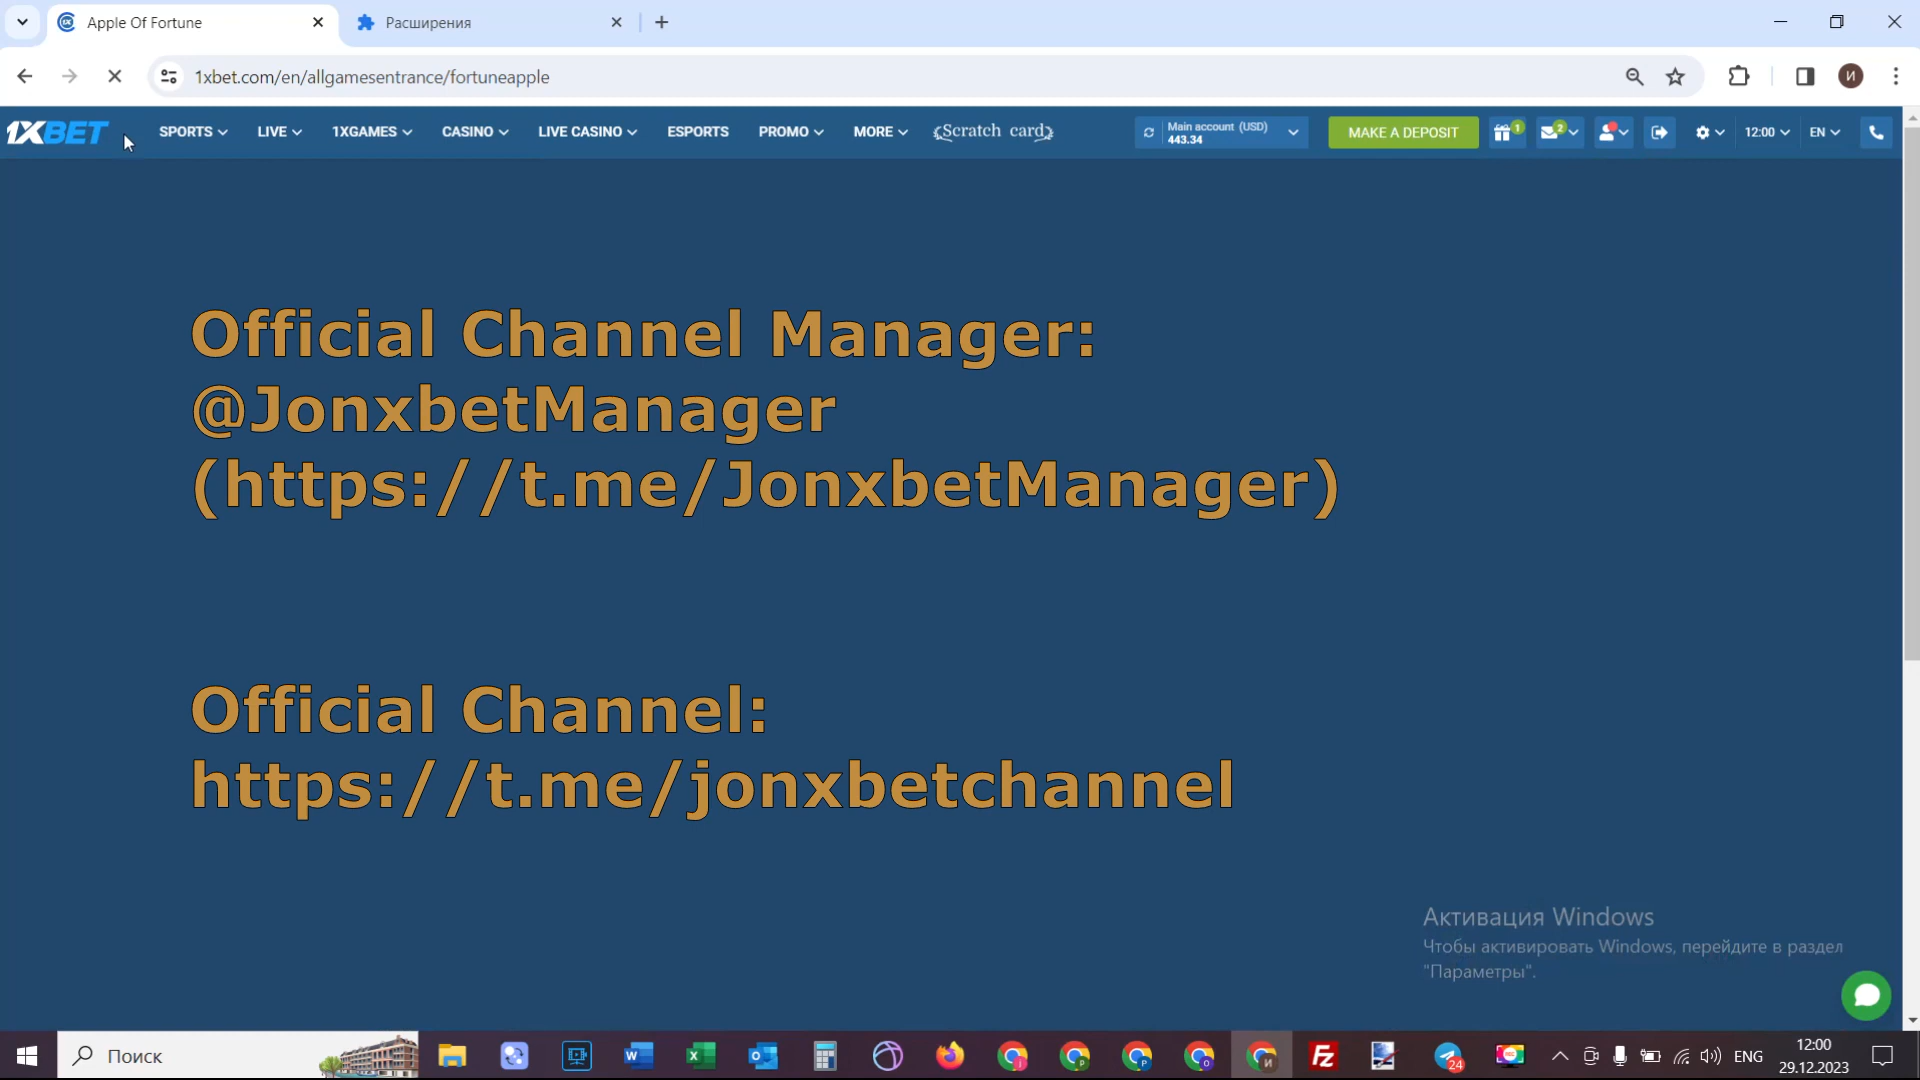 Apple Of Fortune
Расширения
1xbet.com/en/allgamesentrance/fortuneapple
И
1XBET
SPORTS
LIVE
1XGAMES
CASINO
LIVE CASINO
ESPORTS
PROMO
MORE
Scratch card
Main account (USD)
443.34
MAKE A DEPOSIT
1
2
12:00
EN
Official Channel Manager:
@JonxbetManager
(https://t.me/JonxbetManager)
Official Channel:
https://t.me/jonxbetchannel
Активация Windows
Чтобы активировать Windows, перейдите в раздел
"Параметры".
Поиск
24
ENG
12:00
29.12.2023